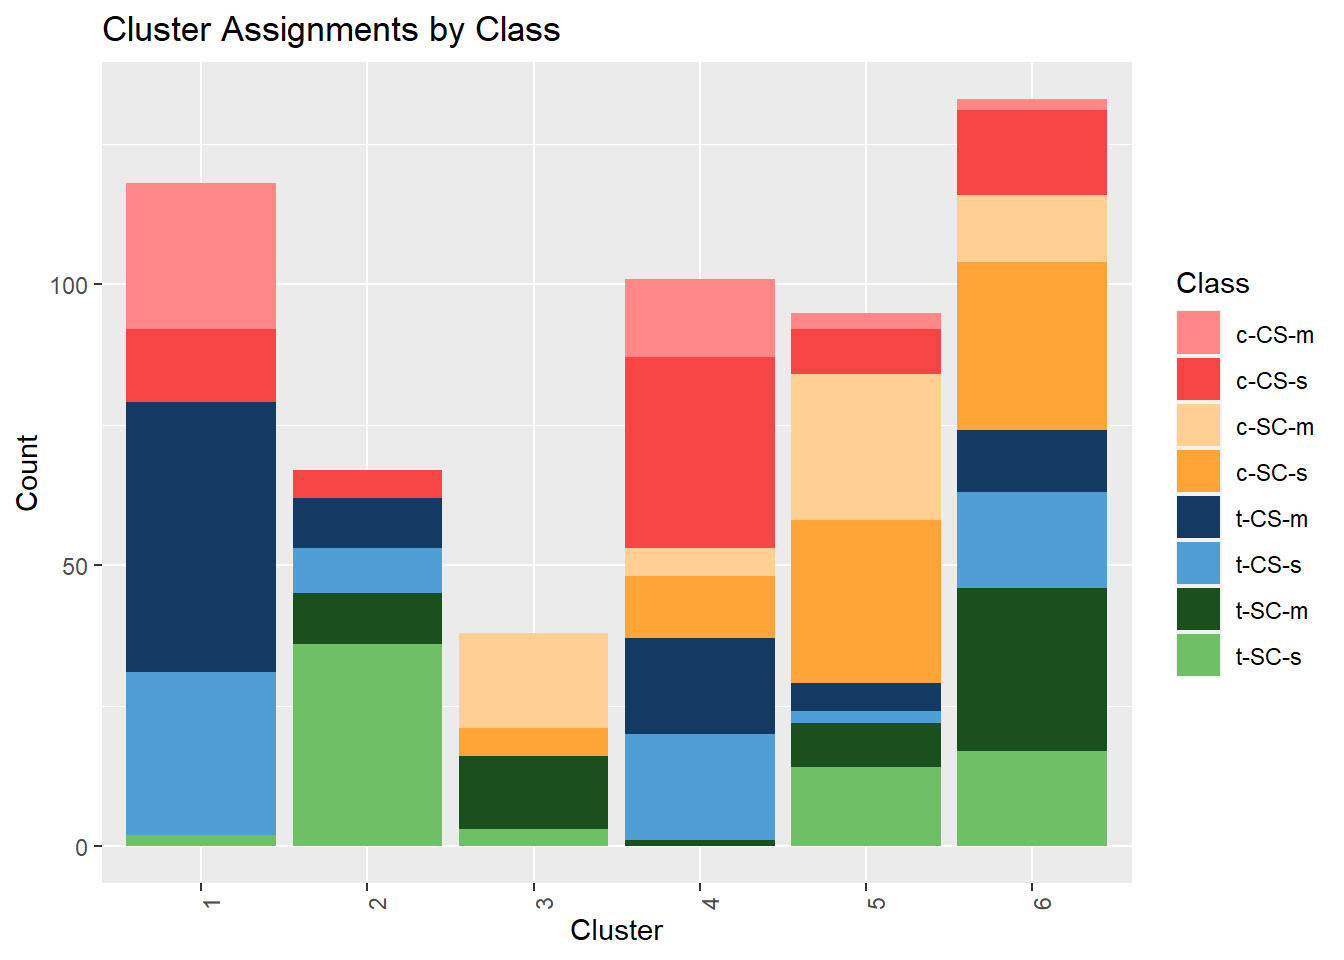 Cluster Assignments by Class
Count
100
50
0
1
2
3
4
5
6
Cluster
Class
c-CS-m
c-CS-s
c-SC-m
c-SC-s
t-CS-m
t-CS-s
t-SC-m
t-SC-s